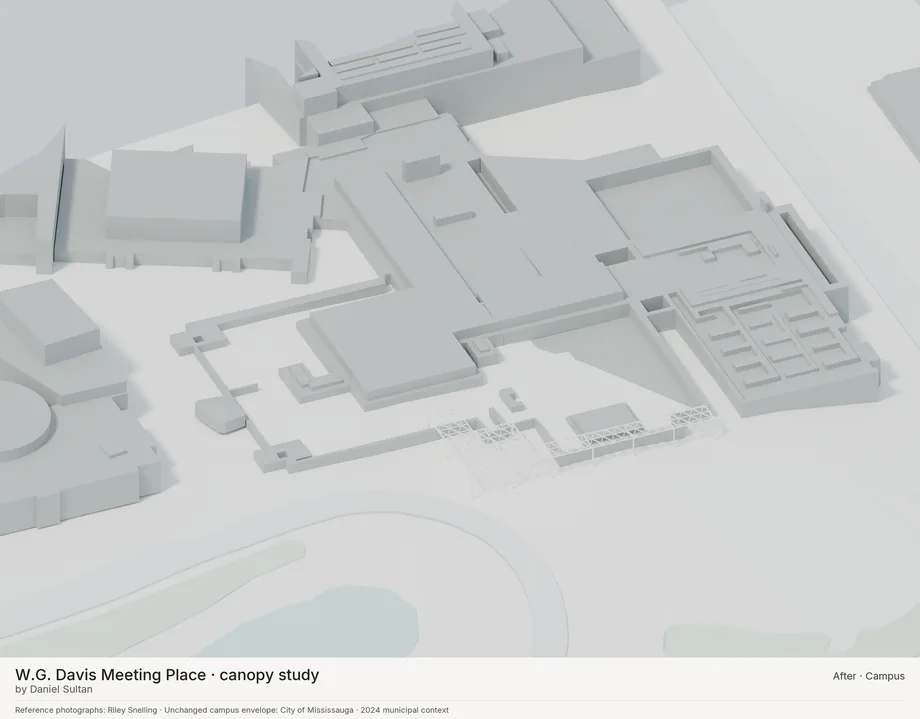 W.G. Davis Meeting Place · canopy study
After · Campus
by Daniel Sultan
Reference photographs: Riley Snelling · Unchanged campus envelope: City of Mississauga · 2024 municipal context